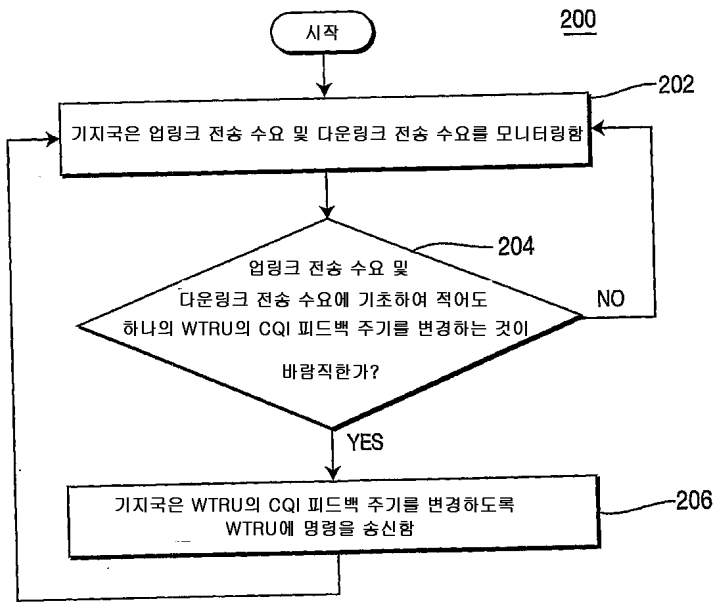 시작
200
202
기지국은 업링크 전송 수요 및 다운링크 전송 수요를 모니터링함
204
업링크 전송 수요 및
다운링크 전송 수요에 기초하여 적어도
하나의 WTRU의 CQI 피드백 주기를 변경하는 것이
바람직한가?
NO
YES
206
기지국은 WTRU의 CQI 피드백 주기를 변경하도록
WTRU에 명령을 송신함